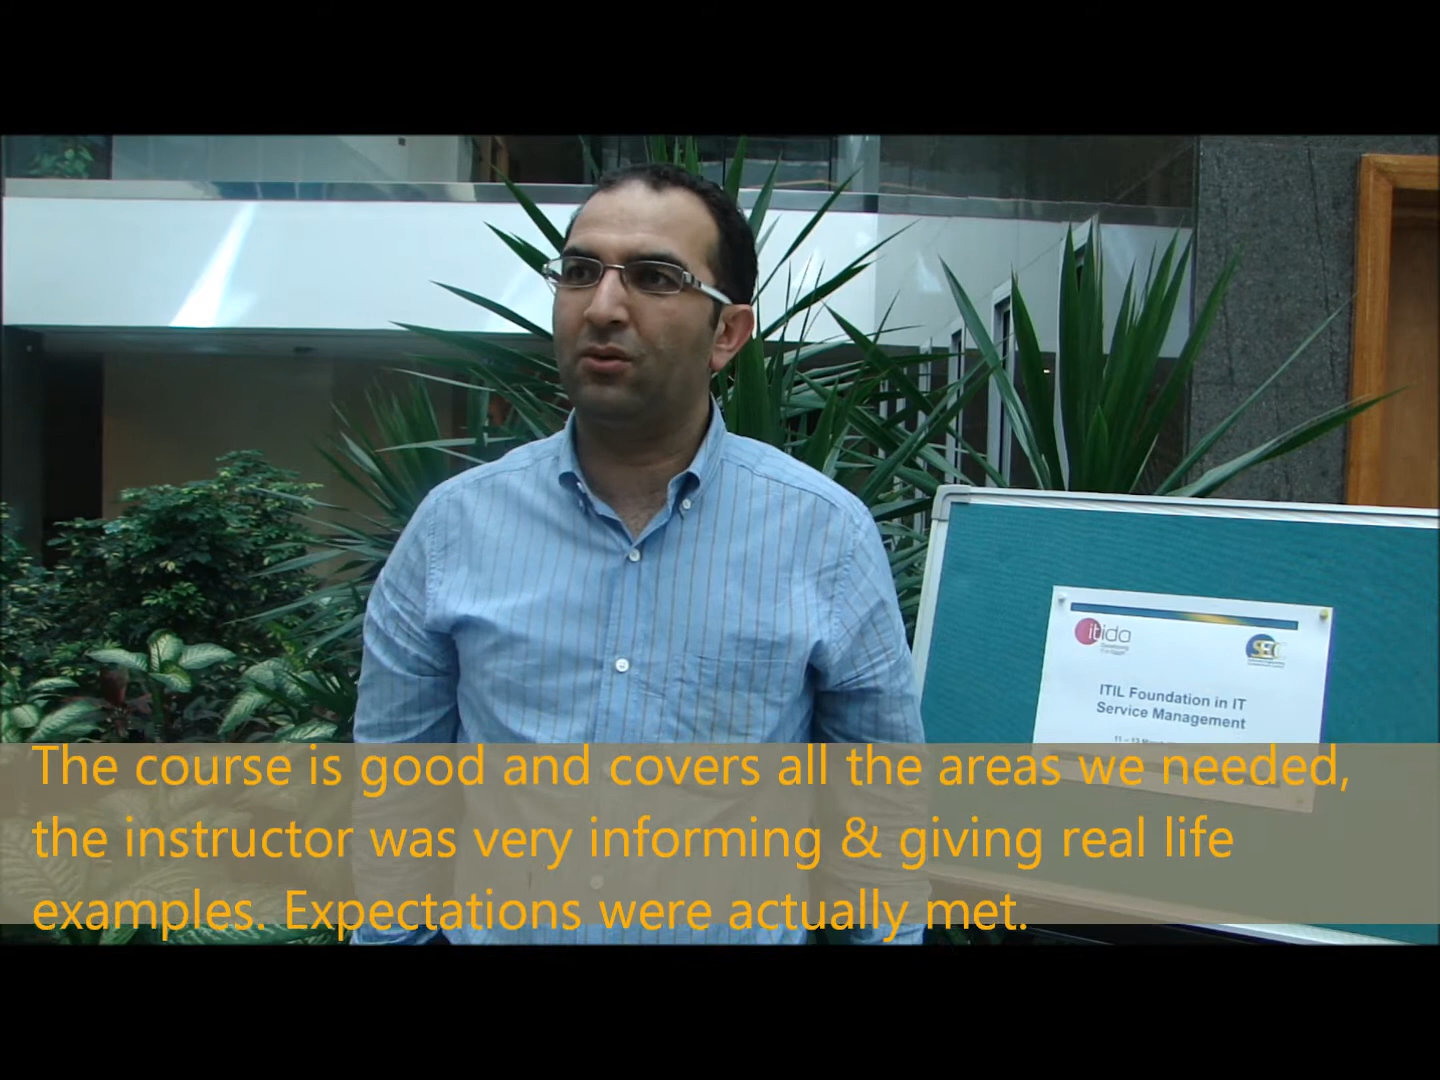 itida
SECC
ITIL Foundation in IT
Service Management
The course is good and covers all the areas we needed,
the instructor was very informing & giving real life
examples. Expectations were actually met.